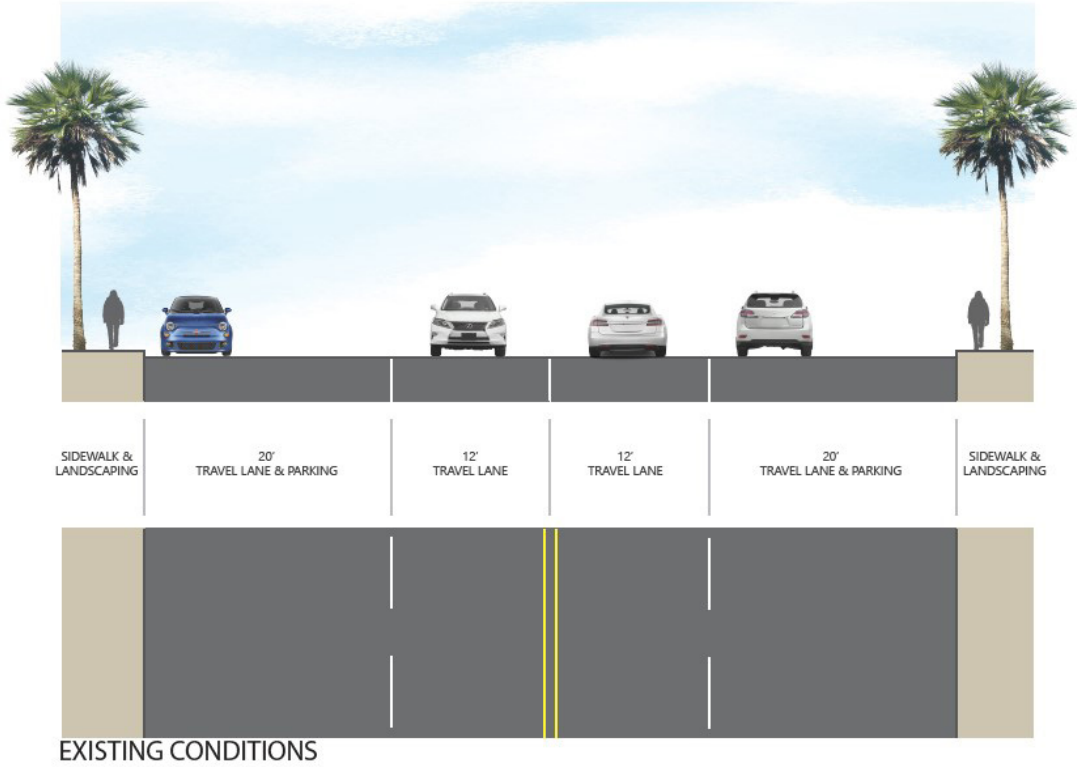 SIDEWALK &
LANDSCAPING
20'
TRAVEL LANE & PARKING
12'
TRAVEL LANE
12'
TRAVEL LANE
20'
TRAVEL LANE & PARKING
SIDEWALK &
LANDSCAPING
EXISTING CONDITIONS